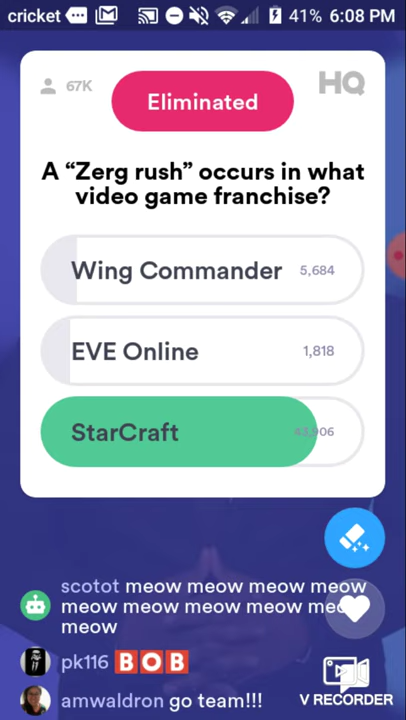 cricket 41% 6:08 PM
67K Eliminated HQ
A “Zerg rush” occurs in what
video game franchise?
Wing Commander 5,684
EVE Online 1,818
StarCraft 43,906
scotot meow meow meow meow
meow meow meow meow meow
meow
pk116 BOB
V RECORDER
amwaldron go team!!!